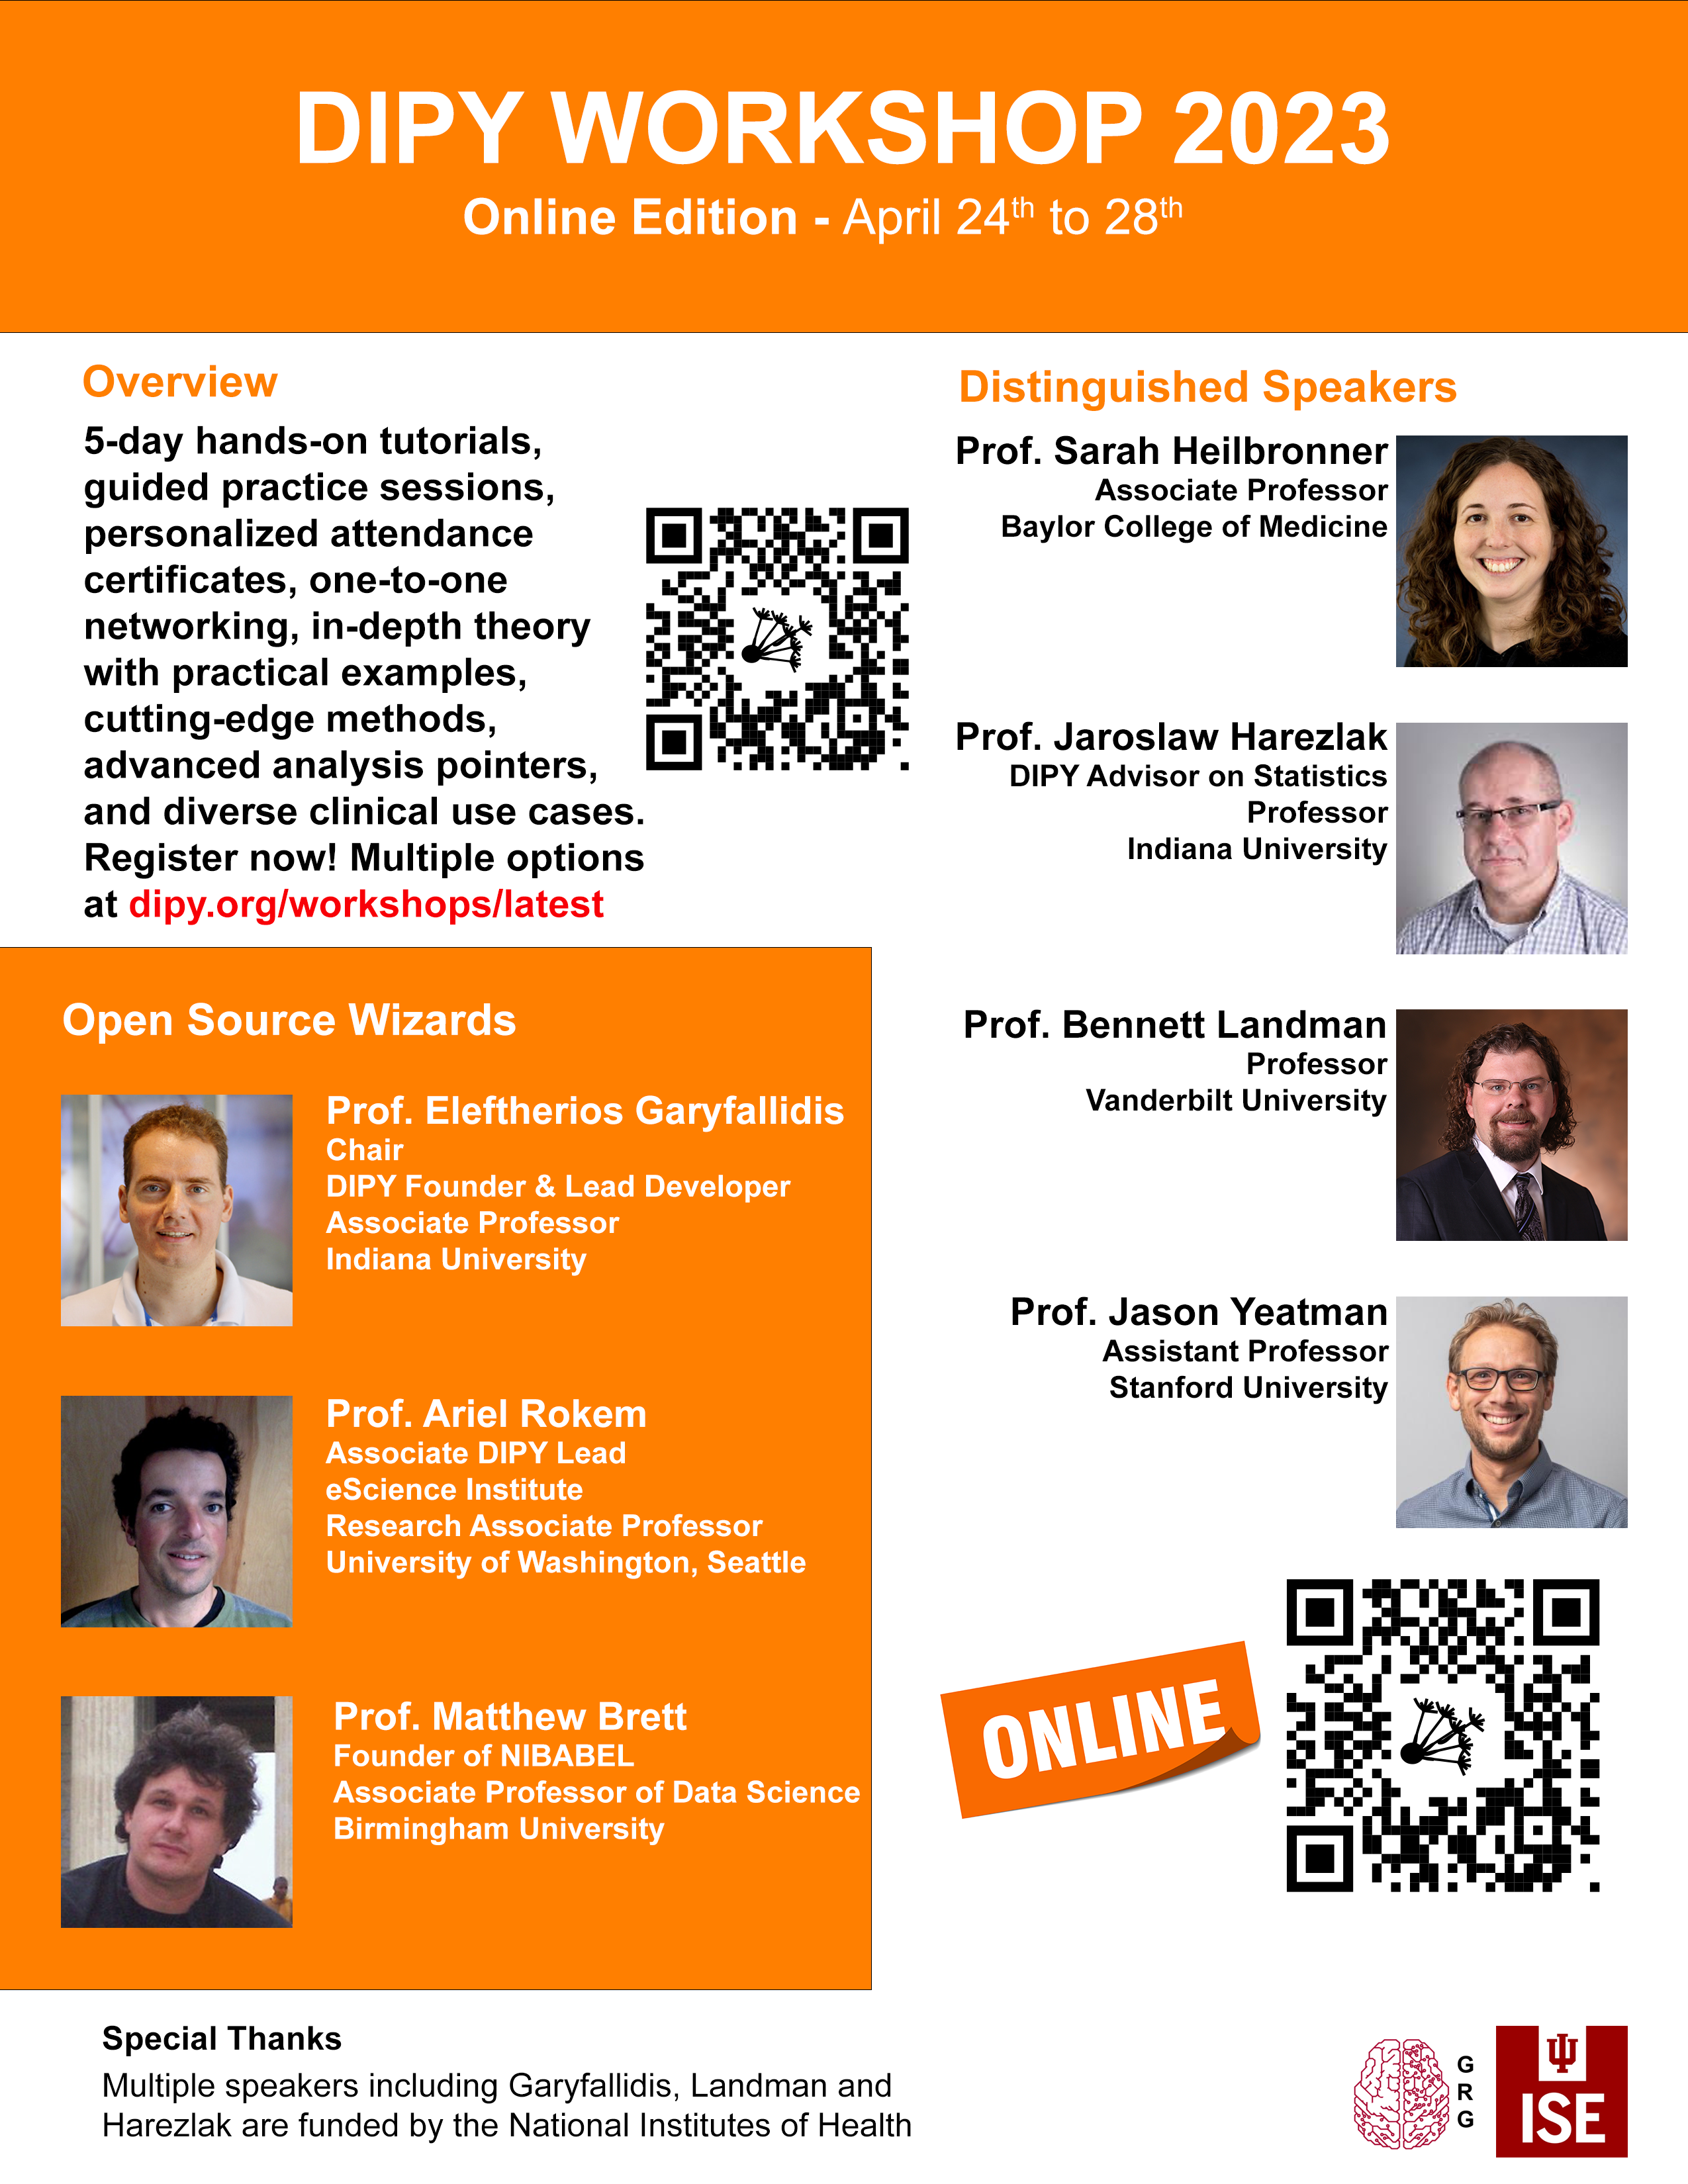 DIPY WORKSHOP 2023
Online Edition - April 24th to 28th
Overview
5-day hands-on tutorials,
guided practice sessions,
personalized attendance
certificates, one-to-one
networking, in-depth theory
with practical examples,
cutting-edge methods,
advanced analysis pointers,
and diverse clinical use cases.
Register now! Multiple options
at dipy.org/workshops/latest
Distinguished Speakers
Prof. Sarah Heilbronner
Associate Professor
Baylor College of Medicine
Prof. Jaroslaw Harezlak
DIPY Advisor on Statistics
Professor
Indiana University
Prof. Bennett Landman
Professor
Vanderbilt University
Prof. Jason Yeatman
Assistant Professor
Stanford University
Open Source Wizards
Prof. Eleftherios Garyfallidis
Chair
DIPY Founder & Lead Developer
Associate Professor
Indiana University
Prof. Ariel Rokem
Associate DIPY Lead
eScience Institute
Research Associate Professor
University of Washington, Seattle
Prof. Matthew Brett
Founder of NIBABEL
Associate Professor of Data Science
Birmingham University
ONLINE
Special Thanks
Multiple speakers including Garyfallidis, Landman and
Harezlak are funded by the National Institutes of Health
G
R
G
ISE